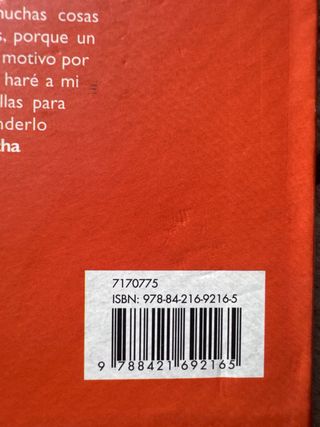 muchas cosas
s, porque un
motivo por
haré a mi
llas para
nderlo
cha
7170775
ISBN: 978-84-216-9216-5
9 788421 692165